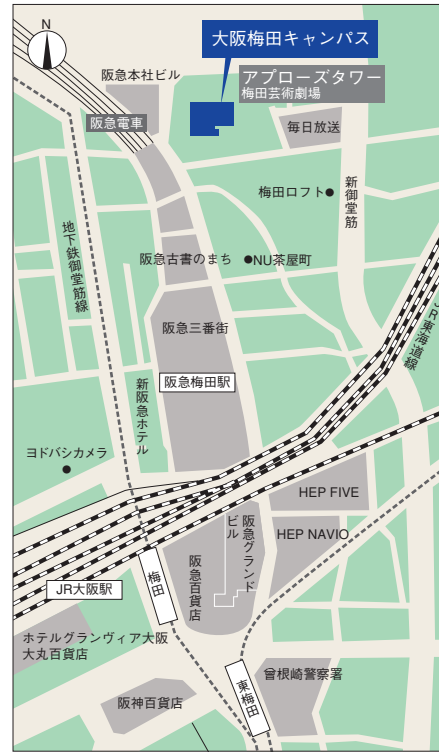 N
大阪梅田キャンパス
阪急本社ビル
アプローズタワー
梅田芸術劇場
阪急電車
毎日放送
梅田ロフト
新御堂筋
地下鉄御堂筋線
阪急古書のまち
NU茶屋町
JR東海道線
阪急三番街
阪急梅田駅
新阪急ホテル
ヨドバシカメラ
HEP FIVE
阪急グランド
ビル
HEP NAVIO
梅田
阪急百貨店
JR大阪駅
ホテルグランヴィア大阪
大丸百貨店
東梅田
曾根崎警察署
阪神百貨店